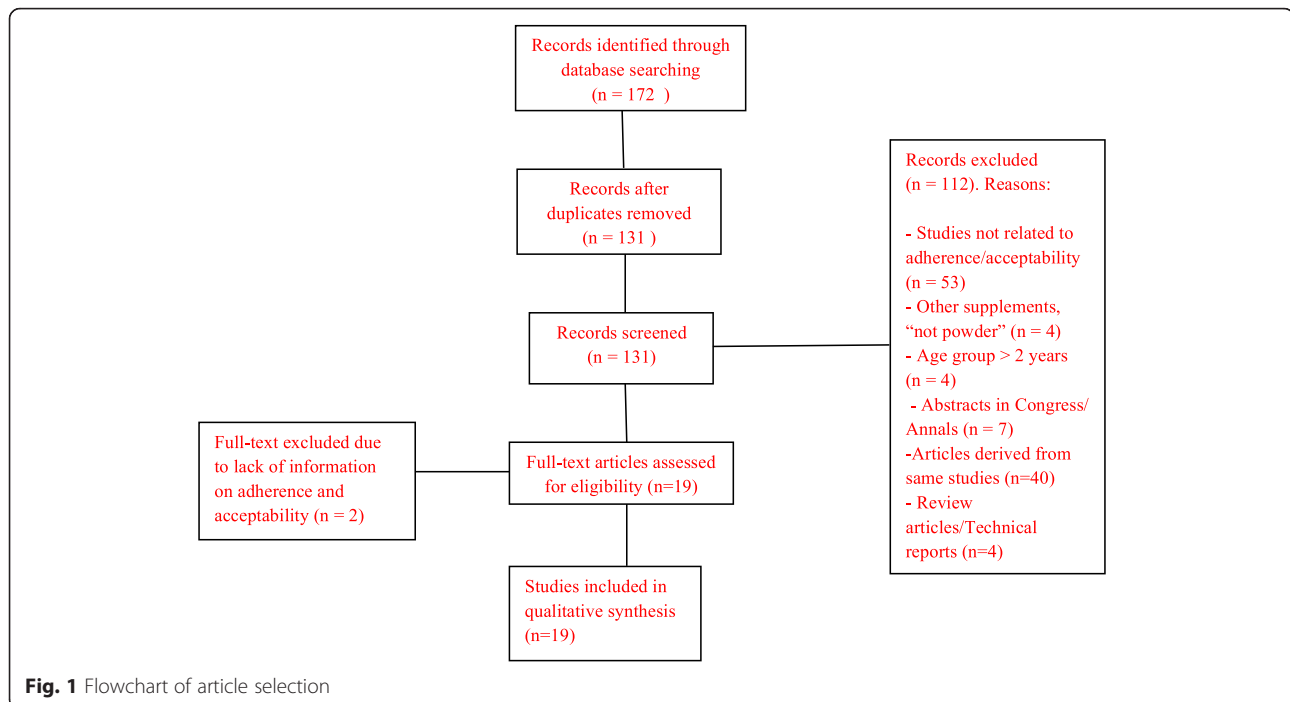 Records identified through
database searching
(n = 172 )
Records after
duplicates removed
(n = 131 )
Records screened
(n = 131)
Records excluded
(n = 112). Reasons:
- Studies not related to
adherence/acceptability
(n = 53)
- Other supplements,
“not powder” (n = 4)
- Age group > 2 years
(n = 4)
- Abstracts in Congress/
Annals (n = 7)
-Articles derived from
same studies (n=40)
- Review
articles/Technical
reports (n=4)
Full-text excluded due
to lack of information
on adherence and
acceptability (n = 2)
Full-text articles assessed
for eligibility (n=19)
Studies included in
qualitative synthesis
(n=19)
Fig. 1 Flowchart of article selection